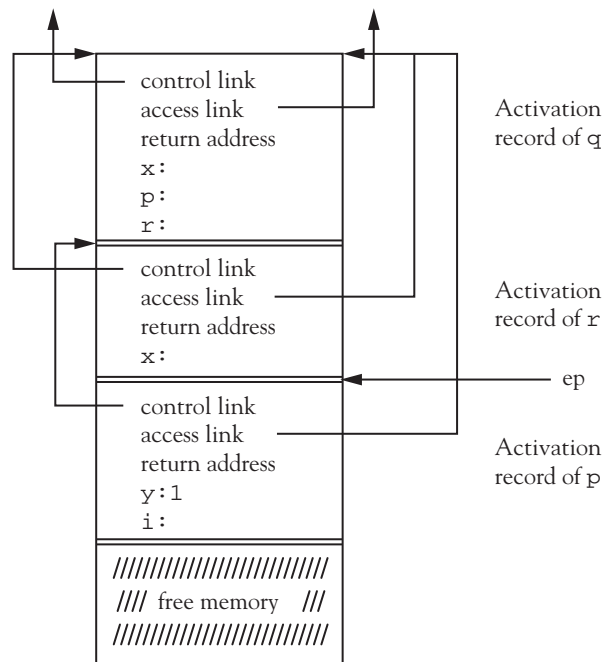 control link
access link
return address
x:
p:
r:
Activation
record of q
control link
access link
return address
x:
Activation
record of r
ep
control link
access link
return address
y:1
i:
Activation
record of p
free memory